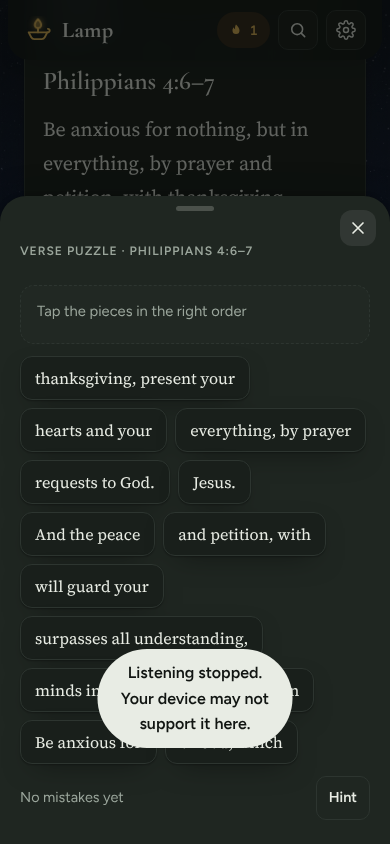 Lamp
1
Philippians 4:6–7
Be anxious for nothing, but in
everything, by prayer and
petition, with thanksgiving
VERSE PUZZLE · PHILIPPIANS 4:6–7
Tap the pieces in the right order
thanksgiving, present your
hearts and your
everything, by prayer
requests to God.
Jesus.
And the peace
and petition, with
will guard your
surpasses all understanding,
minds in
Listening stopped.
Your device may not
support it here.
Be anxious
No mistakes yet
Hint